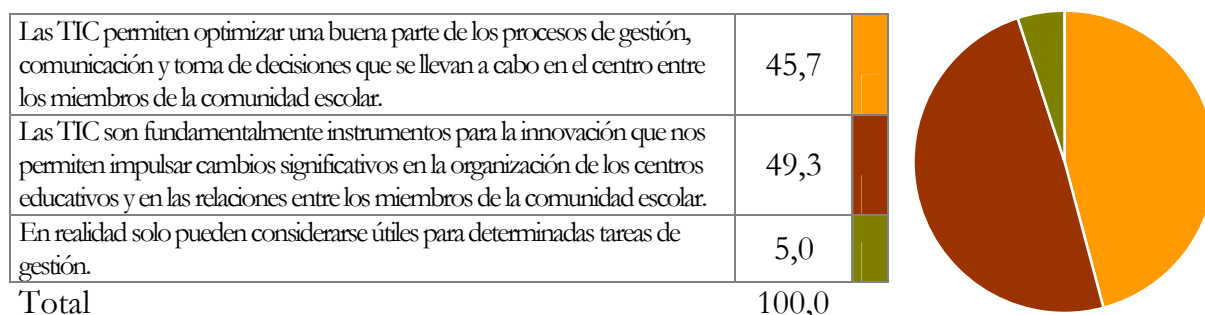 Las TIC permiten optimizar una buena parte de los procesos de gestión,
comunicación y toma de decisiones que se llevan a cabo en el centro entre
los miembros de la comunidad escolar.
45,7
Las TIC son fundamentalmente instrumentos para la innovación que nos
permiten impulsar cambios significativos en la organización de los centros
educativos y en las relaciones entre los miembros de la comunidad escolar.
49,3
En realidad solo pueden considerarse útiles para determinadas tareas de
gestión.
5,0
Total 100,0